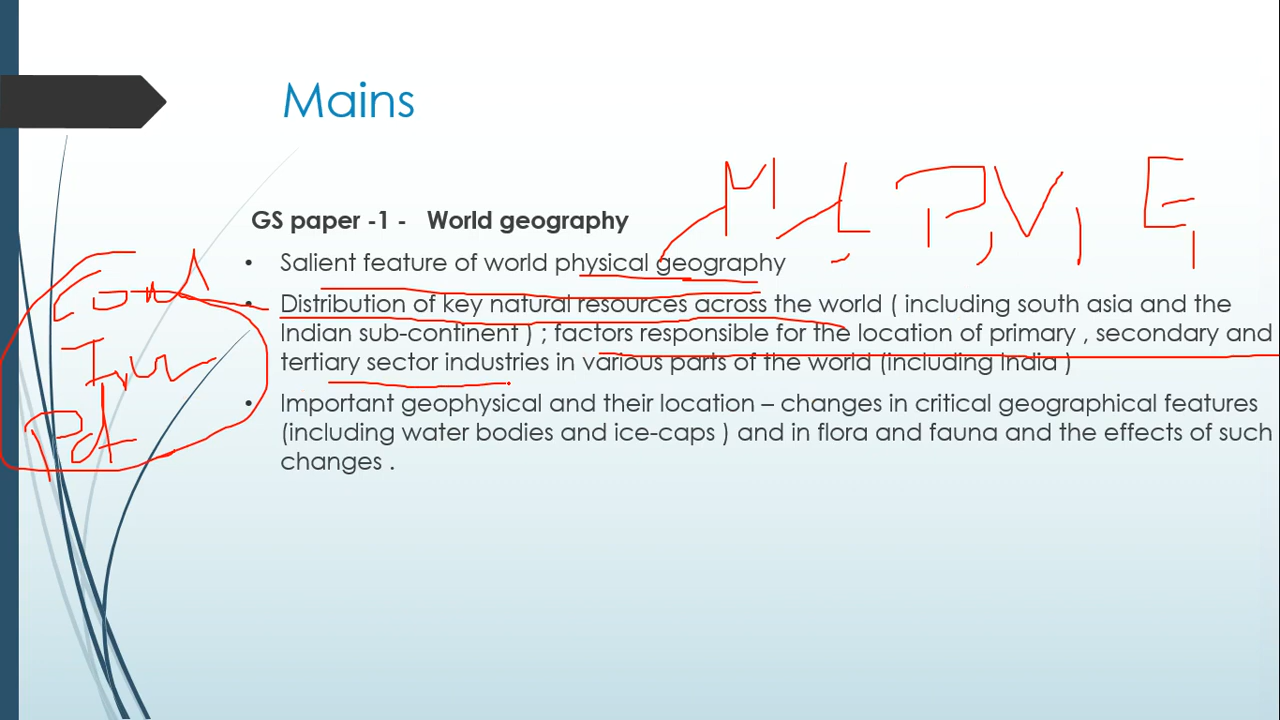 Mains
GS paper -1 - World geography
• Salient feature of world physical geography
• Distribution of key natural resources across the world ( including south asia and the
Indian sub-continent ) ; factors responsible for the location of primary , secondary and
tertiary sector industries in various parts of the world (including India )
• Important geophysical and their location – changes in critical geographical features
(including water bodies and ice-caps ) and in flora and fauna and the effects of such
changes .